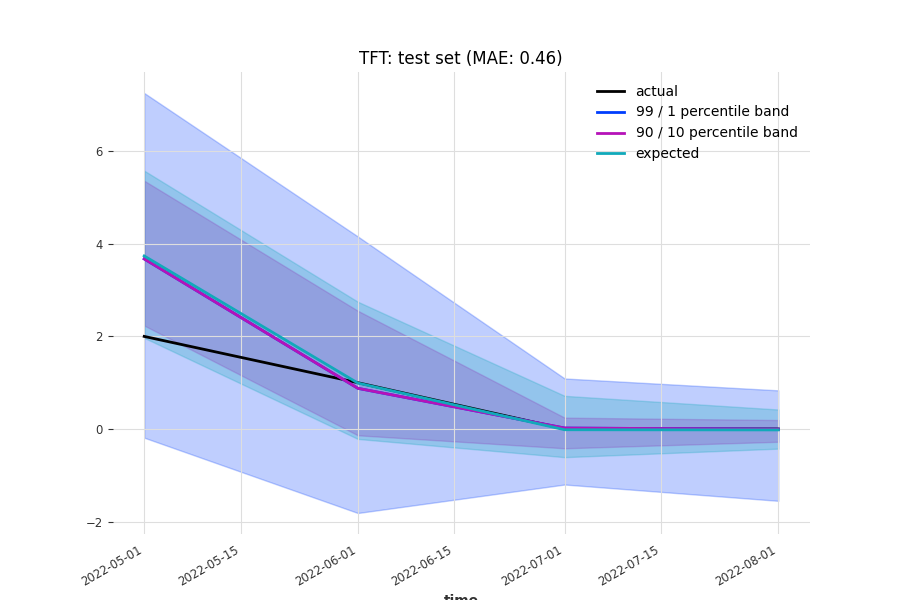 TFT: test set (MAE: 0.46)
actual
99 / 1 percentile band
90 / 10 percentile band
expected
6
4
2
0
−2
2022-05-01
2022-05-15
2022-06-01
2022-06-15
2022-07-01
2022-07-15
2022-08-01
time